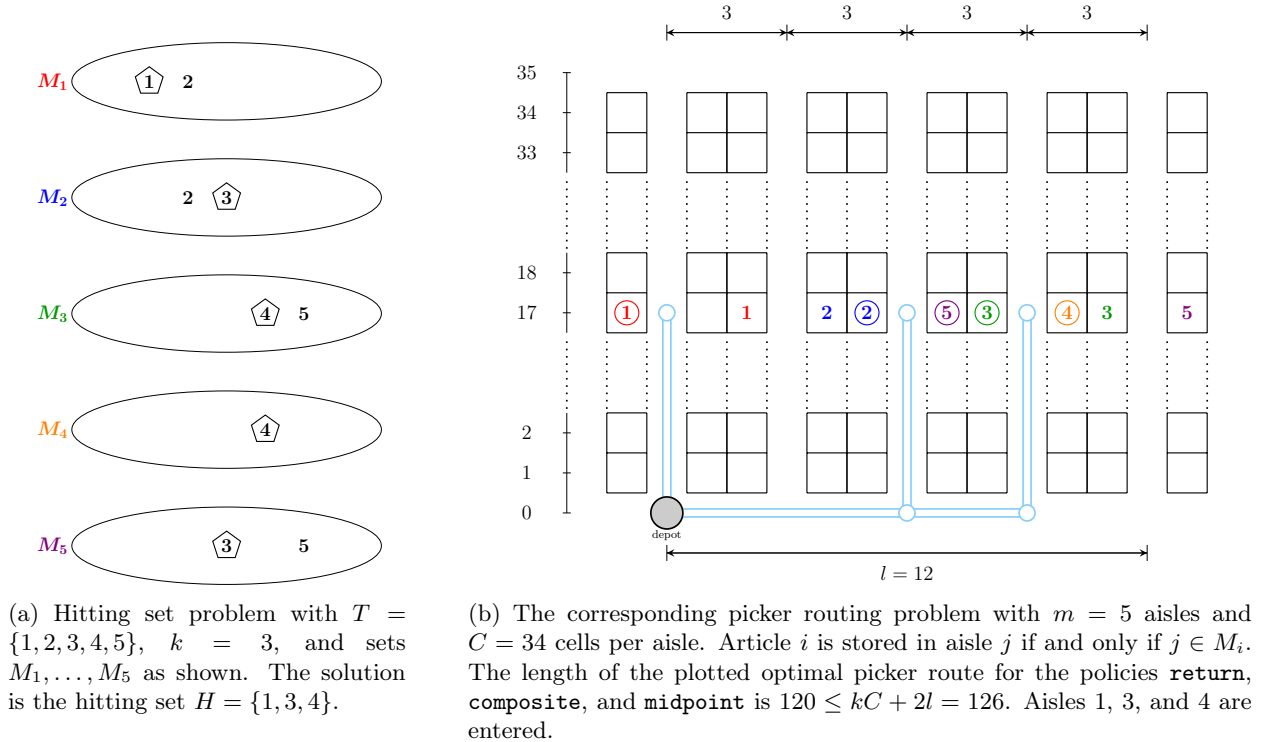 M1 1 2
M2 2 3
M3 4 5
M4 4
M5 3 5
(a) Hitting set problem with T =
{1, 2, 3, 4, 5}, k = 3, and sets
M1, . . . , M5 as shown. The solution
is the hitting set H = {1, 3, 4}.
3 3 3 3
35
34
33
18
17 1 1 2 2 5 3 4 3 5
2
1
0
depot
l = 12
(b) The corresponding picker routing problem with m = 5 aisles and
C = 34 cells per aisle. Article i is stored in aisle j if and only if j ∈ Mi.
The length of the plotted optimal picker route for the policies return,
composite, and midpoint is 120 ≤ kC + 2l = 126. Aisles 1, 3, and 4 are
entered.